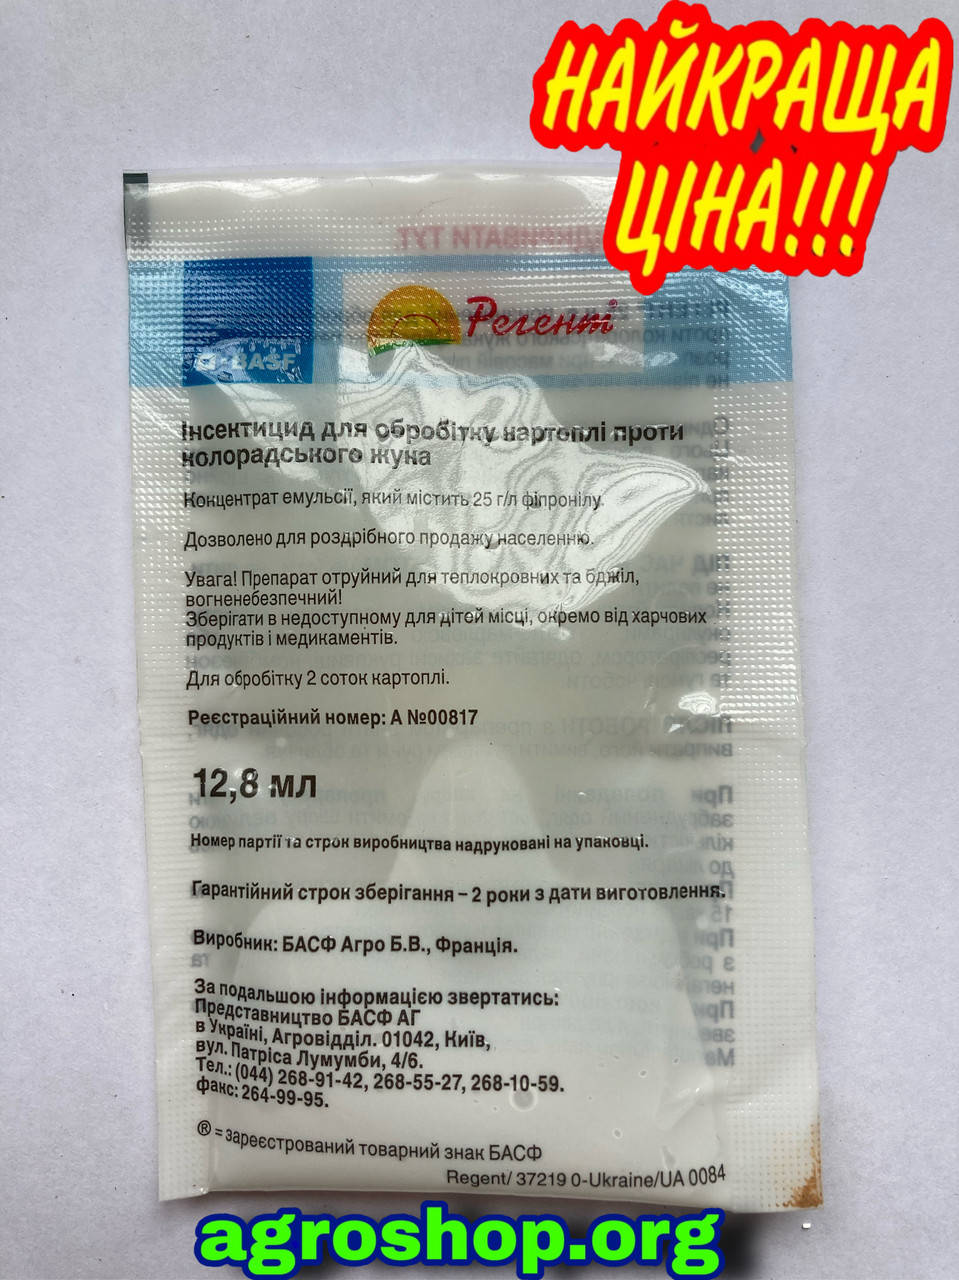 НАЙКРАЩА
ЦІНА!!!
BASF
Регент®
Інсектицид для обробітку картоплі проти
колорадського жука
Концентрат емульсії, який містить 25 г/л фіпронілу.
Дозволено для роздрібного продажу населенню.
Увага! Препарат отруйний для теплокровних та бджіл,
вогненебезпечний!
Зберігати в недоступному для дітей місці, окремо від харчових
продуктів і медикаментів.
Для обробітку 2 соток картоплі.
Реєстраційний номер: А №00817
12,8 мл
Номер партії та строк виробництва надруковані на упаковці.
Гарантійний строк зберігання – 2 роки з дати виготовлення.
Виробник: БАСФ Агро Б.В., Франція.
За подальшою інформацією звертатись:
Представництво БАСФ АГ
в Україні, Агровідділ. 01042, Київ,
вул. Патріса Лумумби, 4/6.
Тел.: (044) 268-91-42, 268-55-27, 268-10-59.
факс: 264-99-95.
® = зареєстрований товарний знак БАСФ
Regent/ 37219 0-Ukraine/UA 0084
agroshop.org